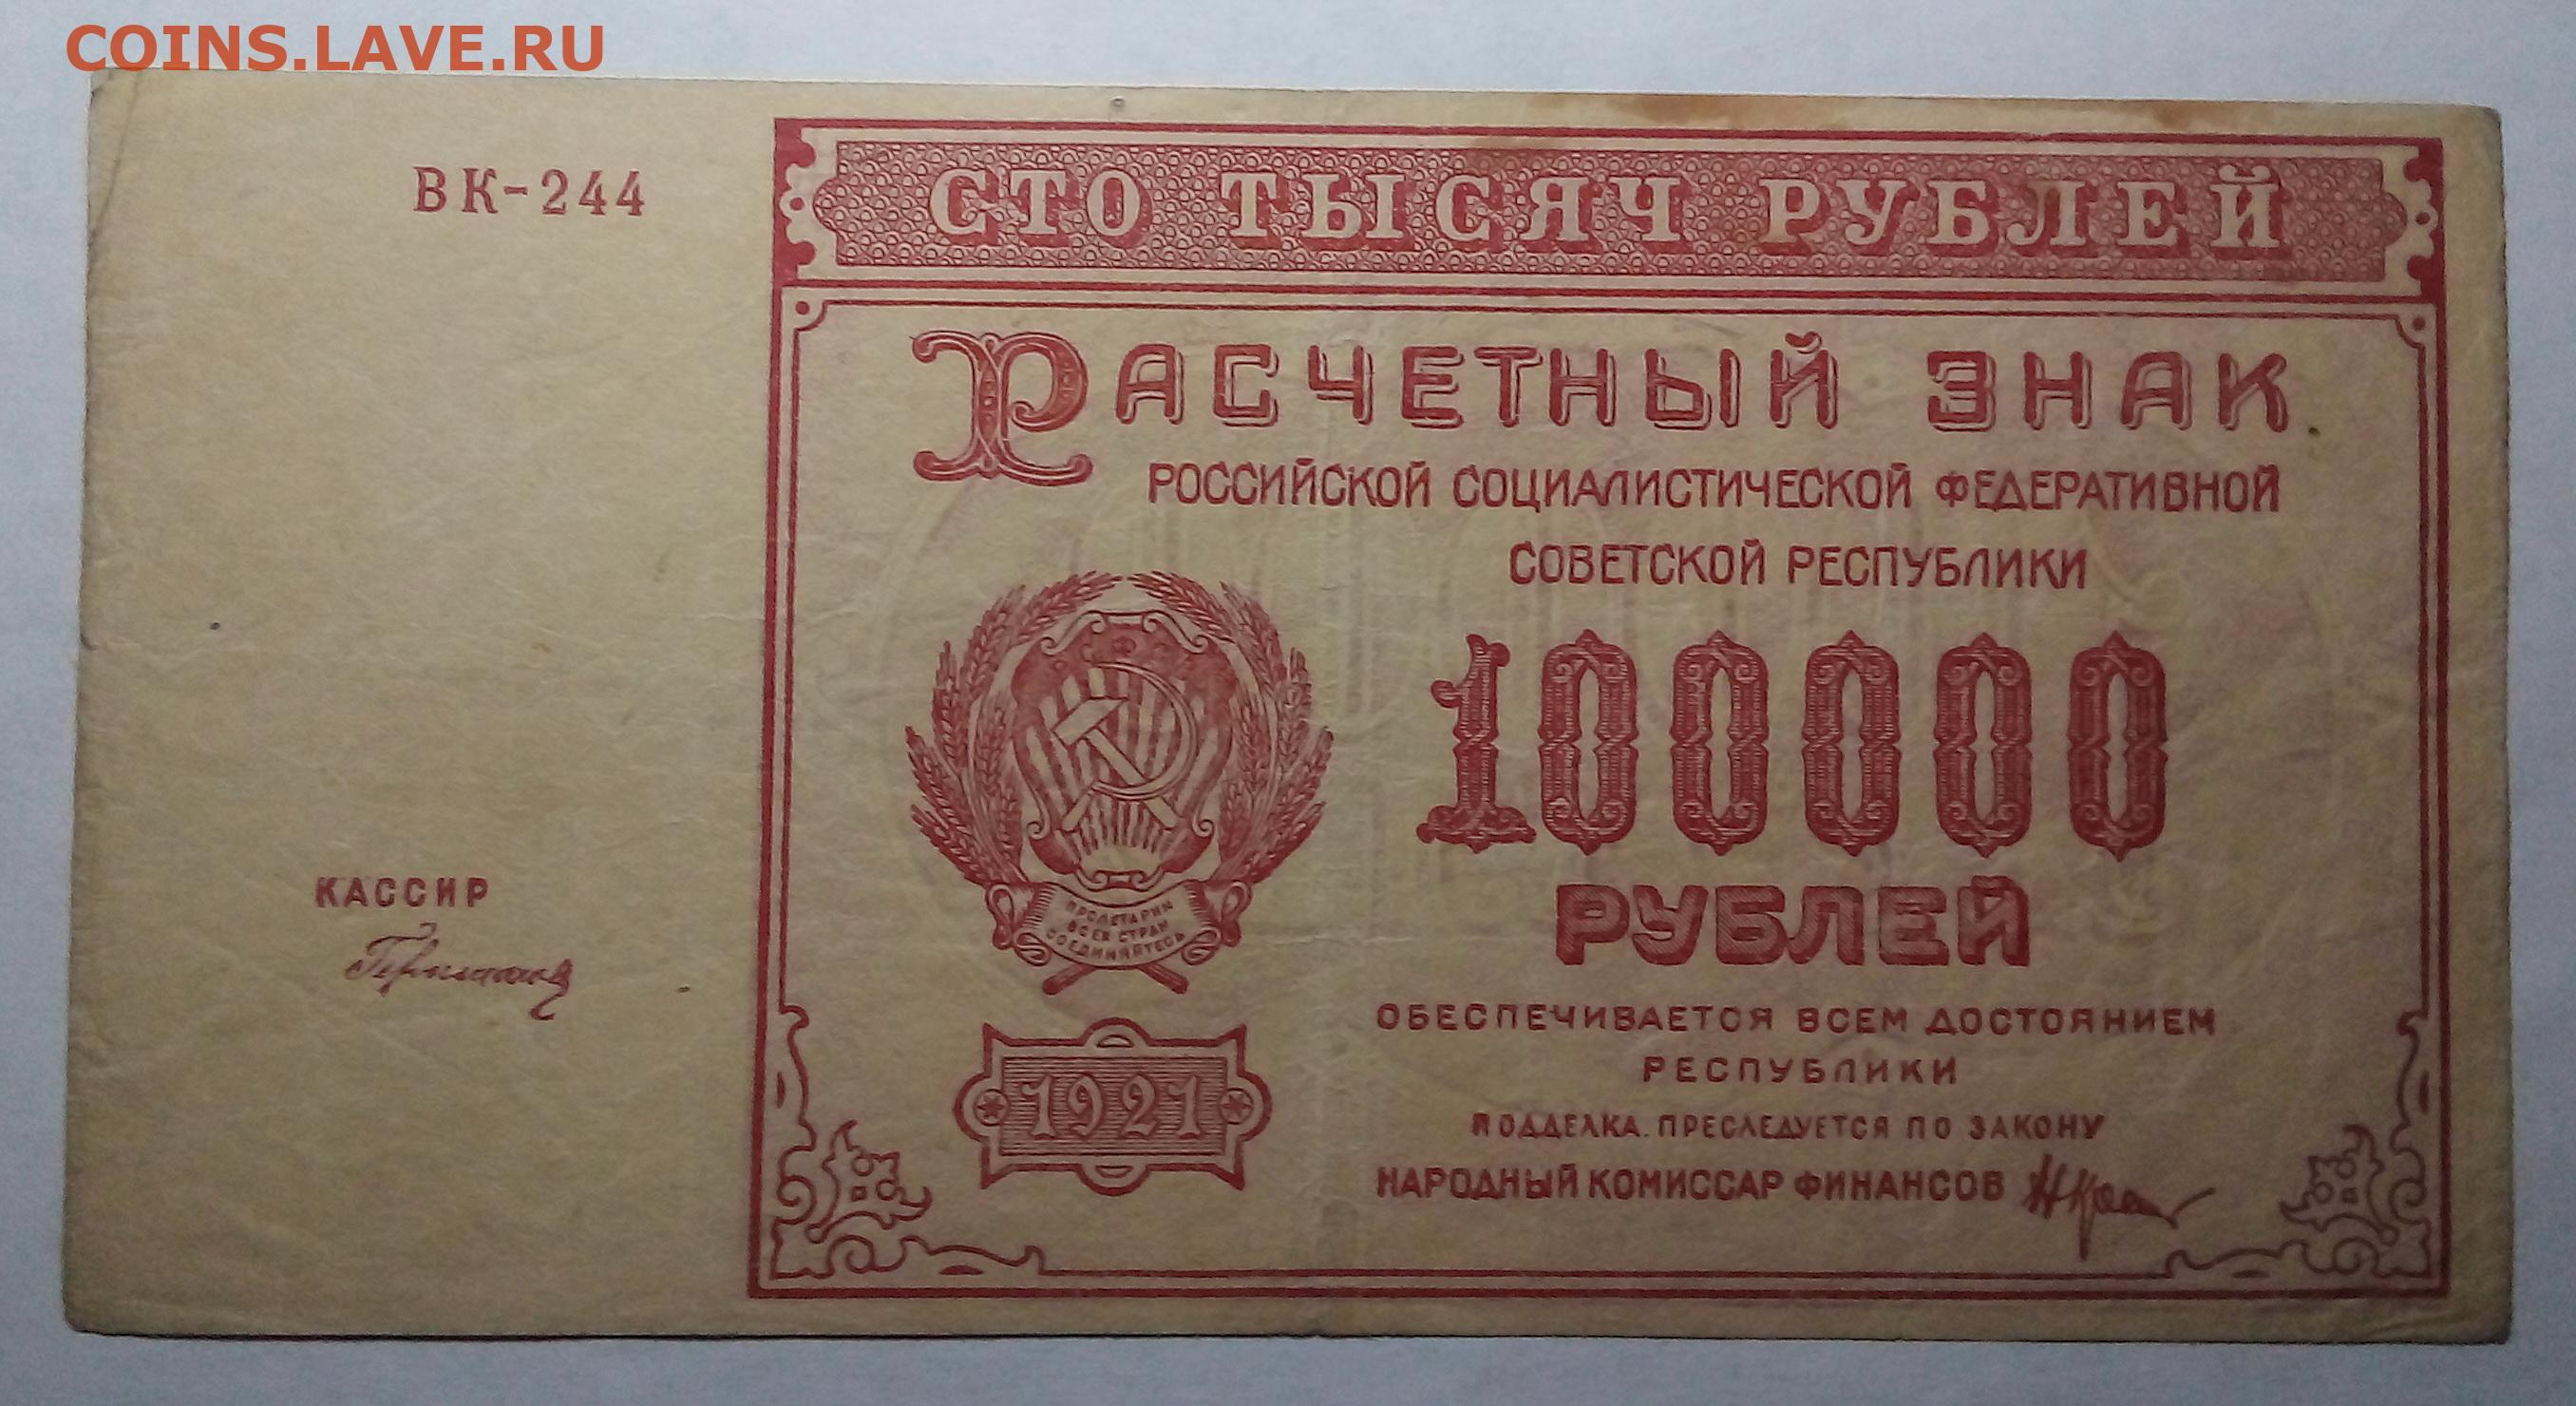 COINS.LAVE.RU
ВК-244
СТО ТЫСЯЧ РУБЛЕЙ
РАСЧЕТНЫЙ ЗНАК
РОССИЙСКОЙ СОЦИАЛИСТИЧЕСКОЙ ФЕДЕРАТИВНОЙ
СОВЕТСКОЙ РЕСПУБЛИКИ
100000
РУБЛЕЙ
ПРОЛЕТАРИИ
ВСЕХ СТРАН
СОЕДИНЯЙТЕСЬ
КАССИР
1921
ОБЕСПЕЧИВАЕТСЯ ВСЕМ ДОСТОЯНИЕМ
РЕСПУБЛИКИ
ПОДДЕЛКА ПРЕСЛЕДУЕТСЯ ПО ЗАКОНУ
НАРОДНЫЙ КОМИССАР ФИНАНСОВ